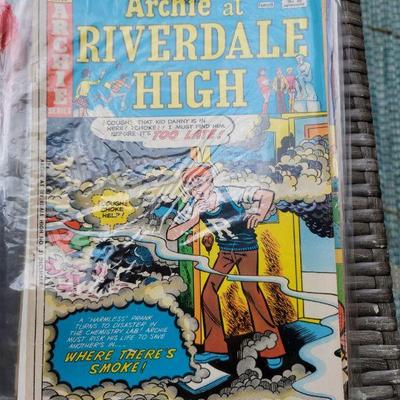 Archie at
RIVERDALE
HIGH
ARCHIE
SERIES
(COUGH!) THAT KID DANNY IS IN
HERE! (CHOKE!) I MUST FIND HIM
BEFORE IT'S TOO LATE!
(COUGH!)
CHOKE
HELP!
A "HARMLESS" PRANK
TURNS TO DISASTER IN
THE CHEMISTRY LAB! ARCHIE
MUST RISK HIS LIFE TO SAVE
ANOTHER'S IN....
WHERE THERE'S
SMOKE!